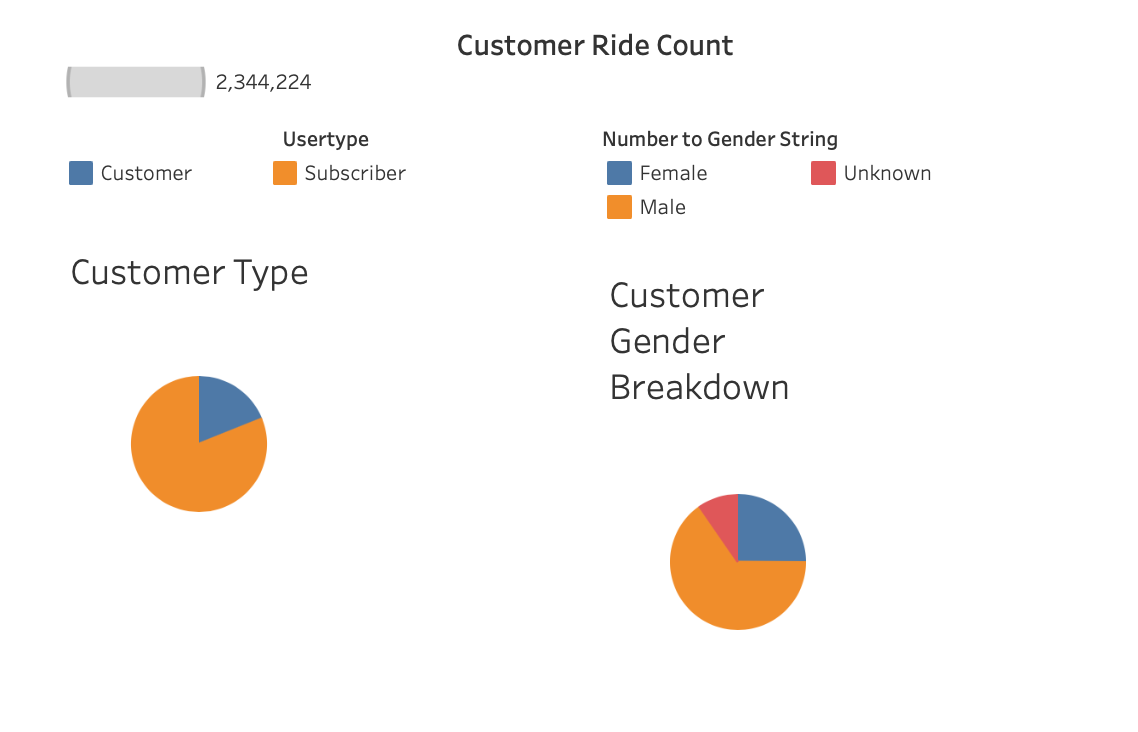 Customer Ride Count
2,344,224
Usertype
Customer
Subscriber
Number to Gender String
Female
Unknown
Male
Customer Type
Customer
Gender
Breakdown